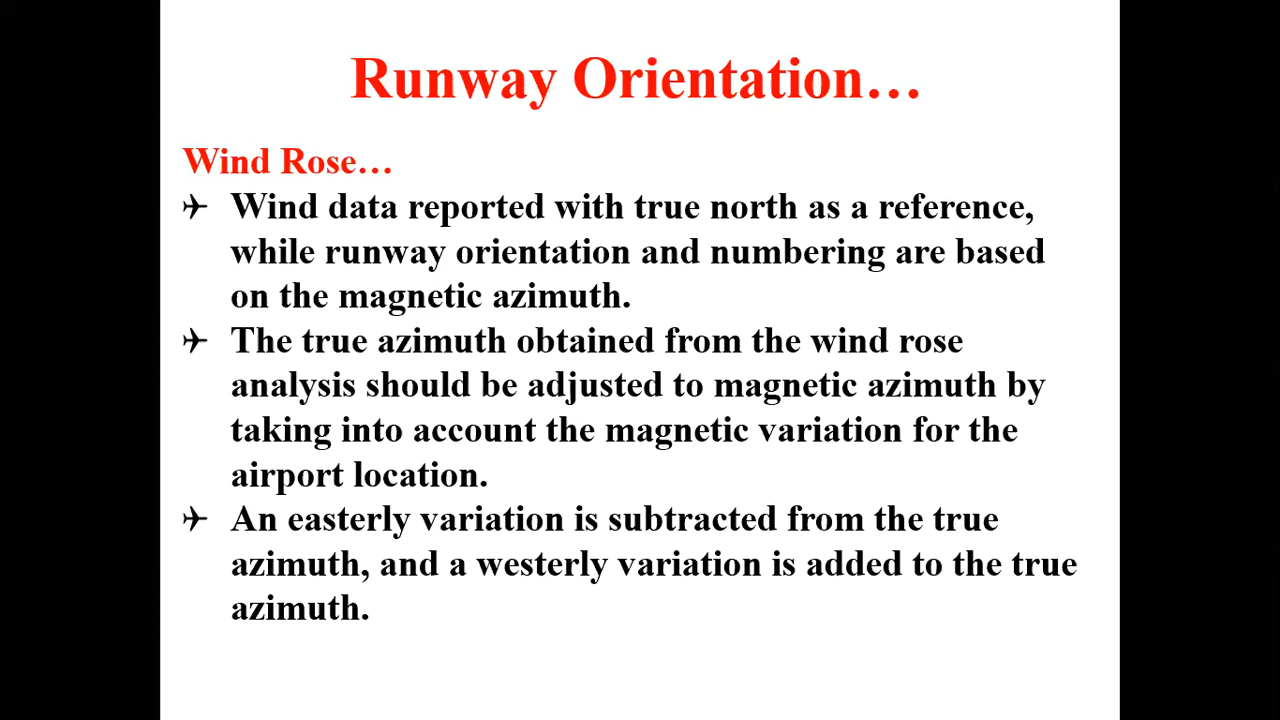 Runway Orientation…
Wind Rose…
Wind data reported with true north as a reference,
while runway orientation and numbering are based
on the magnetic azimuth.
The true azimuth obtained from the wind rose
analysis should be adjusted to magnetic azimuth by
taking into account the magnetic variation for the
airport location.
An easterly variation is subtracted from the true
azimuth, and a westerly variation is added to the true
azimuth.